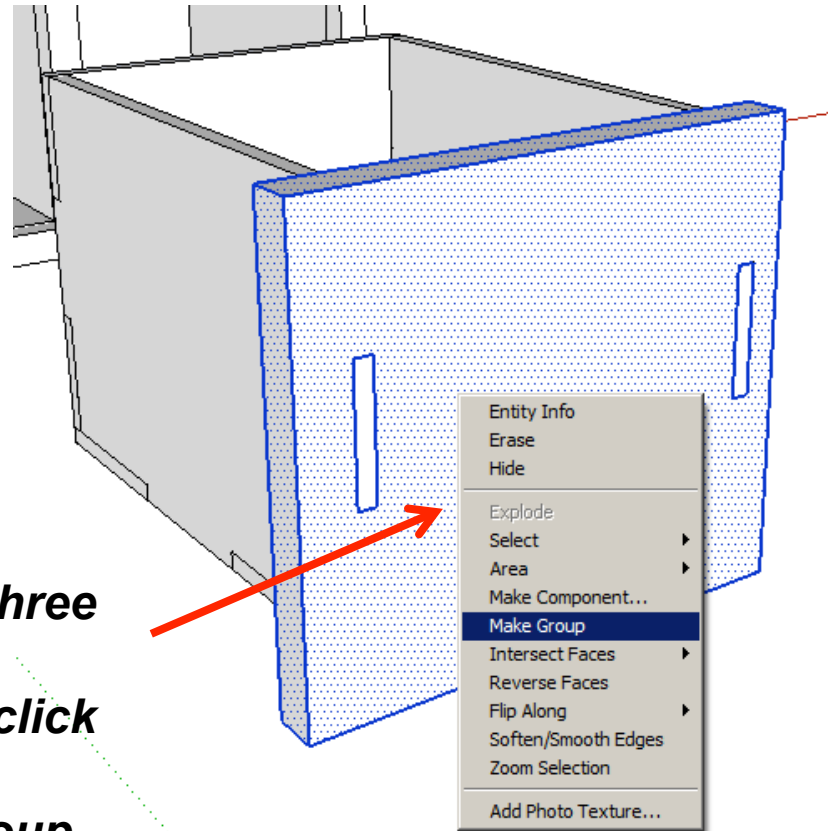 Entity Info
Erase
Hide
Explode
Select
Area
Make Component...
Make Group
Intersect Faces
Reverse Faces
Flip Along
Soften/Smooth Edges
Zoom Selection
Add Photo Texture...
hree
click
oup